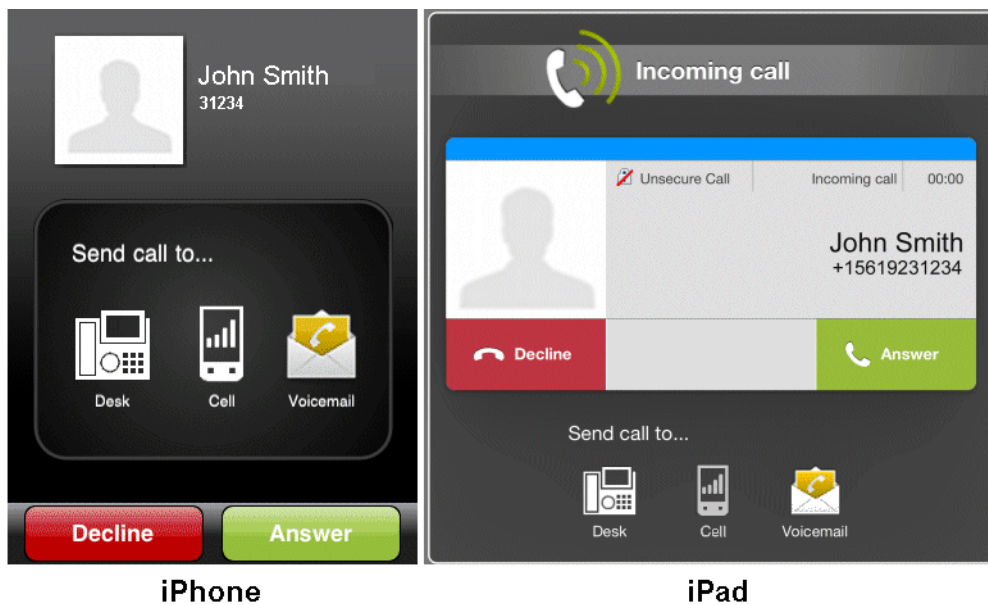 John Smith
31234
Send call to...
Desk Cell Voicemail
Decline Answer
iPhone
Incoming call
Unsecure Call Incoming call 00:00
John Smith
+15619231234
Decline Answer
Send call to...
Desk Cell Voicemail
iPad